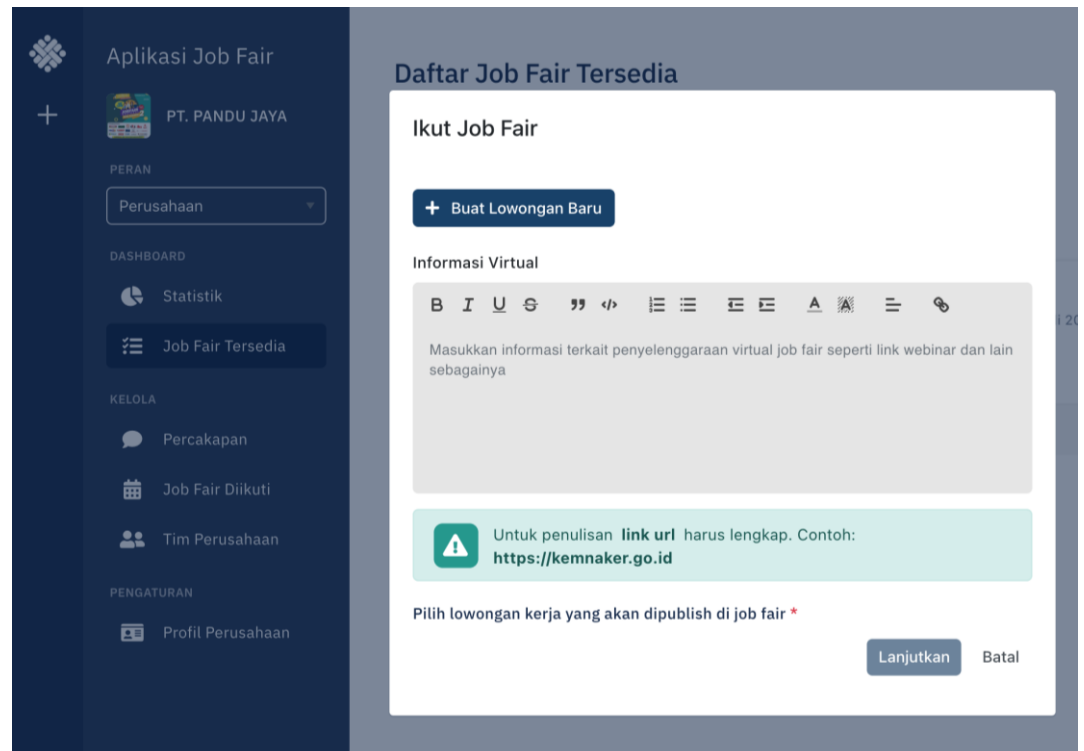 Aplikasi Job Fair
PT. PANDU JAYA
PERAN
Perusahaan
DASHBOARD
Statistik
Job Fair Tersedia
KELOLA
Percakapan
Job Fair Diikuti
Tim Perusahaan
PENGATURAN
Profil Perusahaan
Daftar Job Fair Tersedia
Ikut Job Fair
+ Buat Lowongan Baru
Informasi Virtual
Masukkan informasi terkait penyelenggaraan virtual job fair seperti link webinar dan lain
sebagainya
Untuk penulisan link url harus lengkap. Contoh:
https://kemnaker.go.id
Pilih lowongan kerja yang akan dipublish di job fair *
Lanjutkan Batal